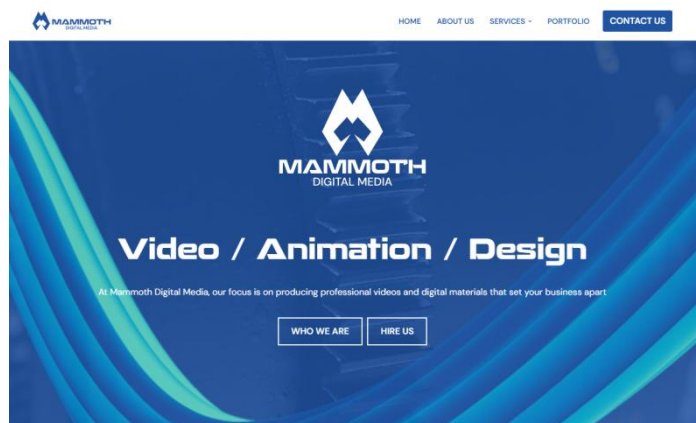 MAMMOTH
DIGITAL MEDIA
HOME ABOUT US SERVICES PORTFOLIO CONTACT US
MAMMOTH
DIGITAL MEDIA
Video / Animation / Design
At Mammoth Digital Media, our focus is on producing professional videos and digital materials that set your business apart
WHO WE ARE HIRE US